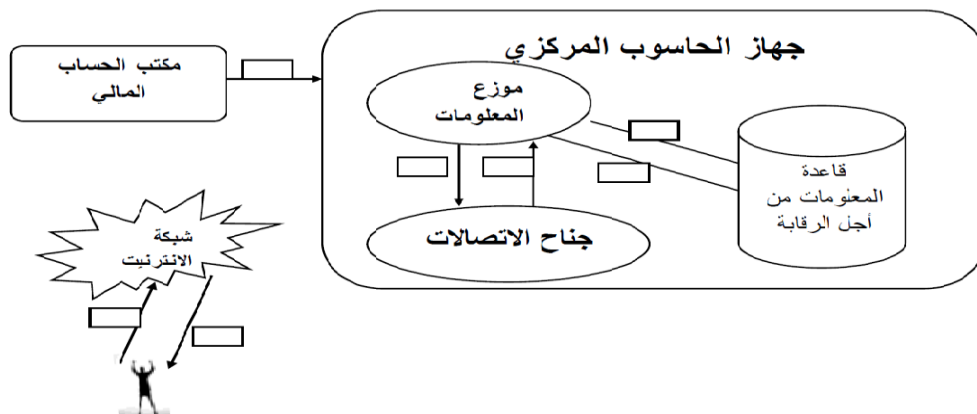 جهاز الحاسوب المركزي
مكتب الحساب
المالي
موزع
المعلومات
قاعدة
المعلومات من
أجل الرقابة
جناح الاتصالات
شبكة
الانترنيت